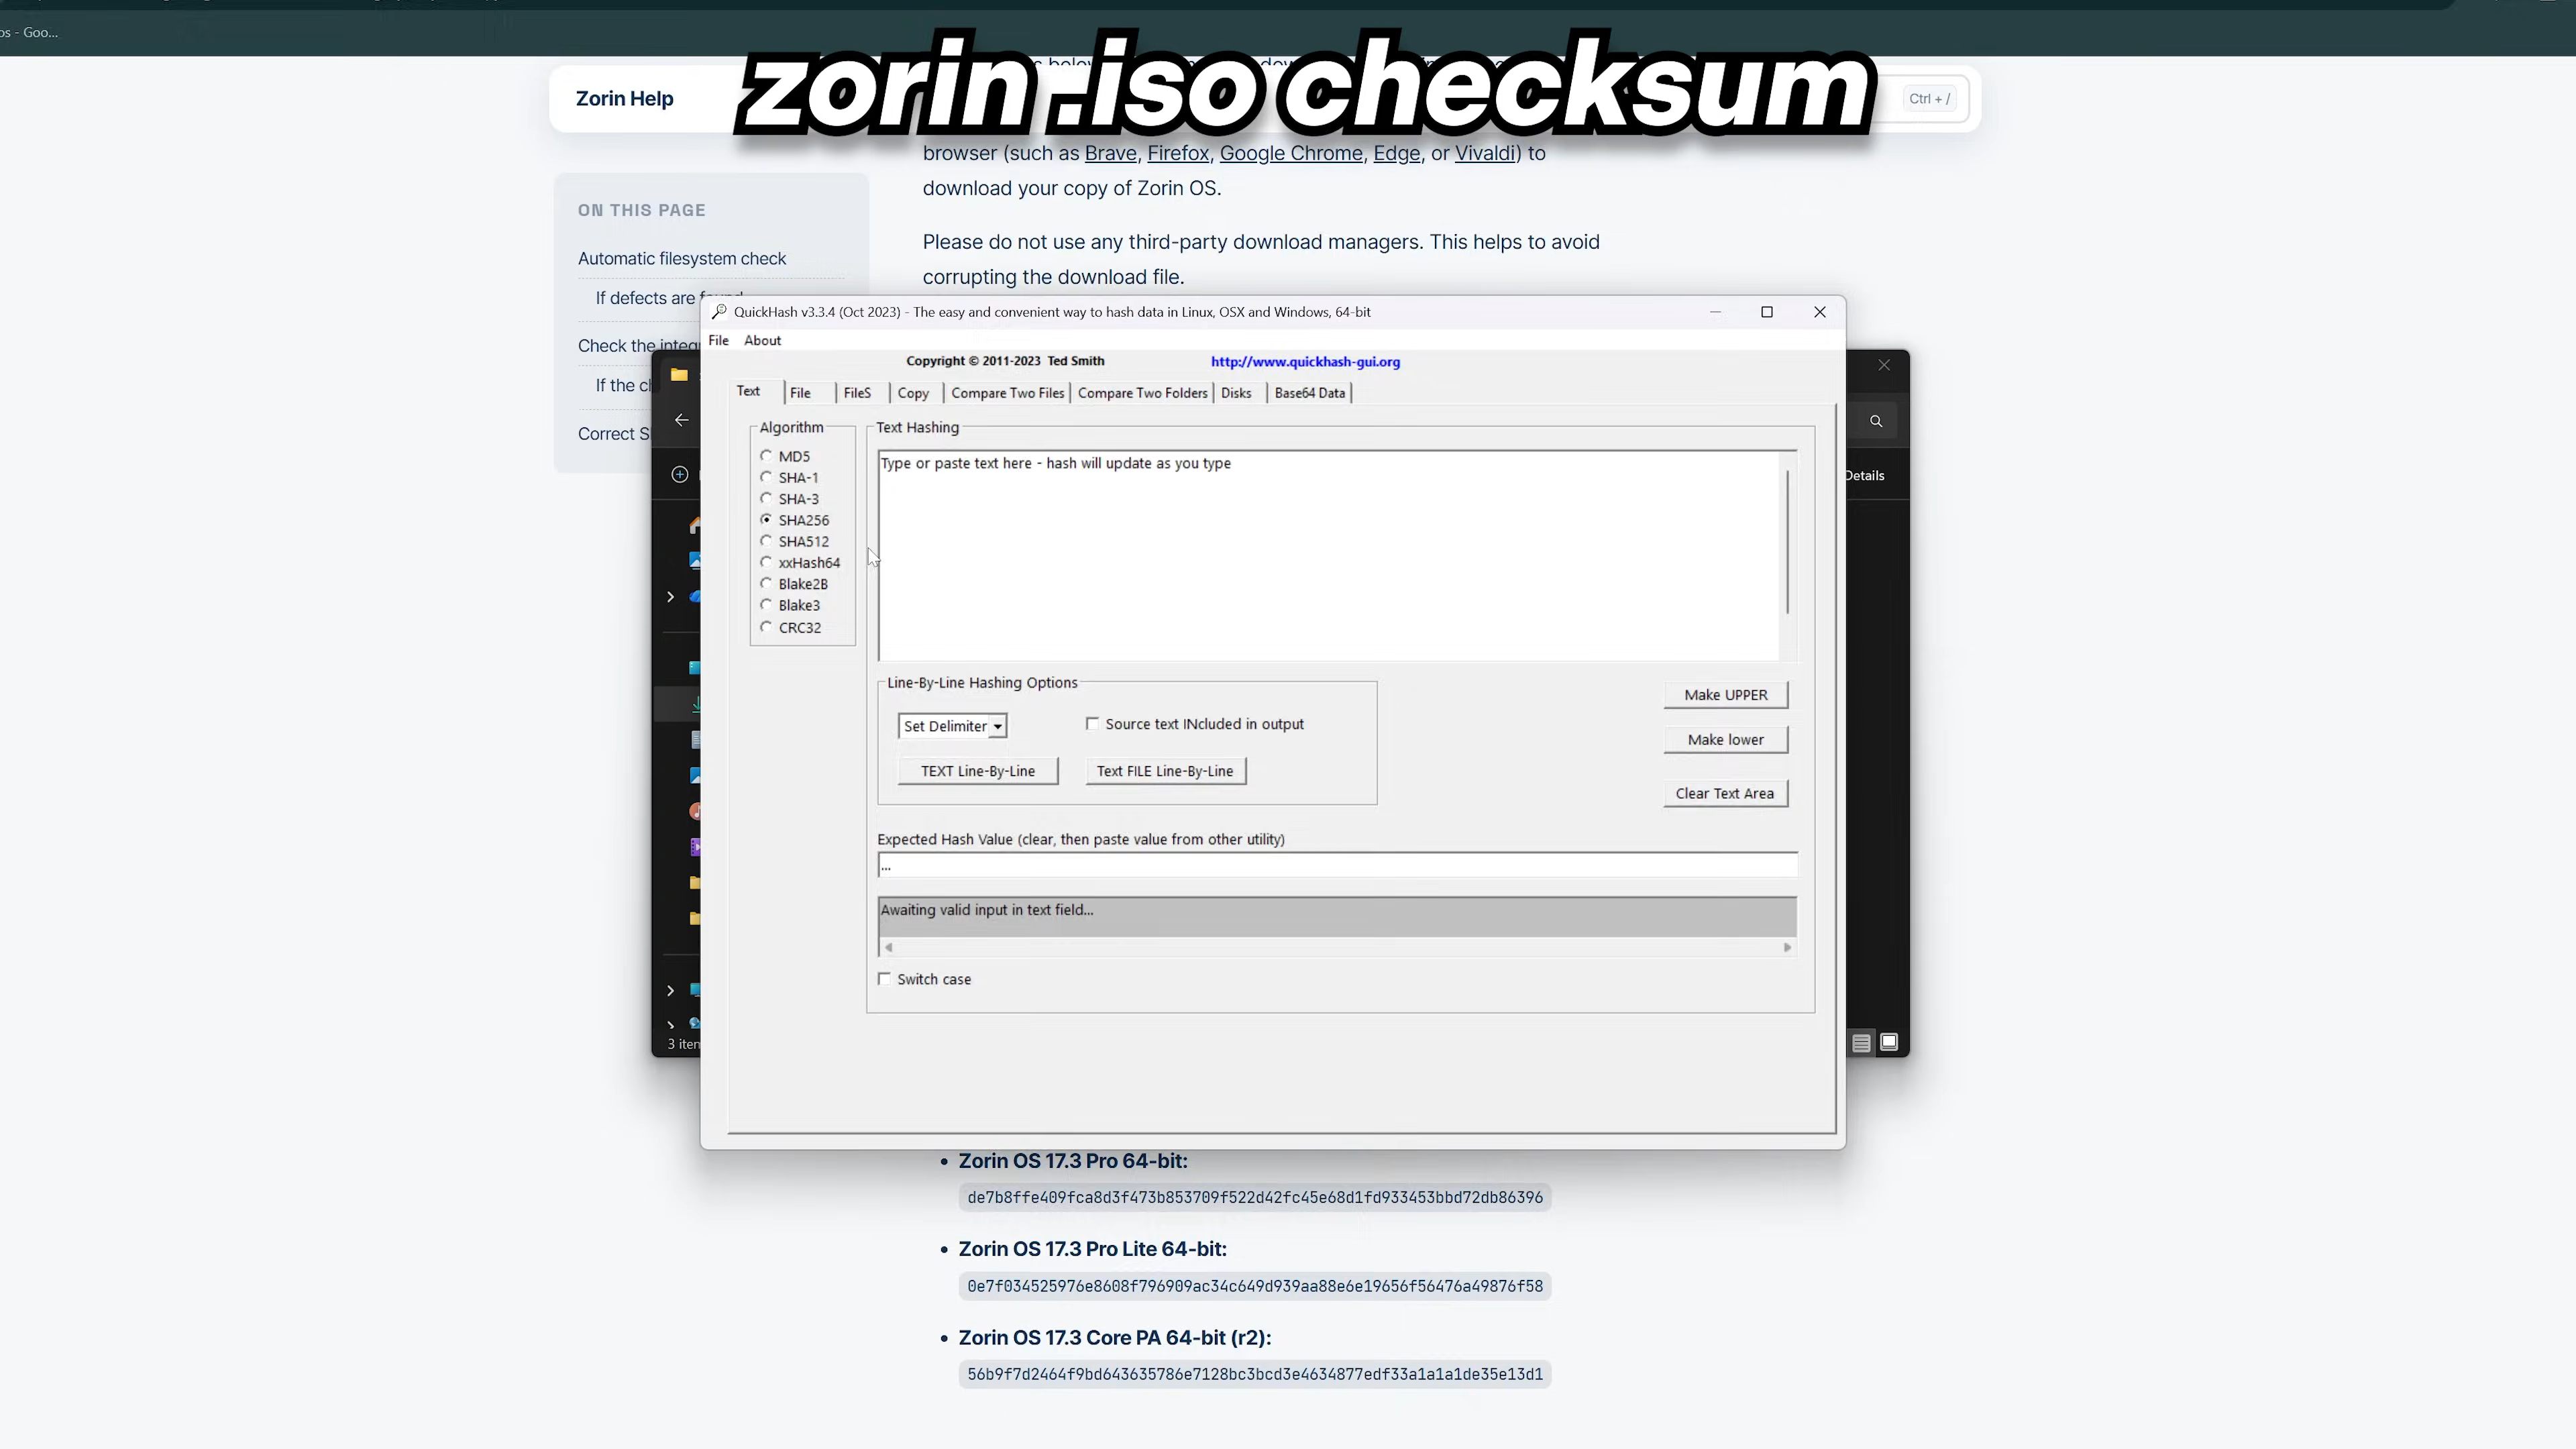 ps - Goo...
zorin .iso checksum
Zorin Help
Ctrl + /
browser (such as Brave, Firefox, Google Chrome, Edge, or Vivaldi) to
download your copy of Zorin OS.
Please do not use any third-party download managers. This helps to avoid
corrupting the download file.
ON THIS PAGE
Automatic filesystem check
If defects are found
Check the integ
If the c
Correct S
QuickHash v3.3.4 (Oct 2023) - The easy and convenient way to hash data in Linux, OSX and Windows, 64-bit
File About
Copyright © 2011-2023 Ted Smith http://www.quickhash-gui.org
Text File FileS Copy Compare Two Files Compare Two Folders Disks Base64 Data
Algorithm
MD5
SHA-1
SHA-3
SHA256
SHA512
xxHash64
Blake2B
Blake3
CRC32
Text Hashing
Type or paste text here - hash will update as you type
Line-By-Line Hashing Options
Set Delimiter
Source text INcluded in output
TEXT Line-By-Line
Text FILE Line-By-Line
Make UPPER
Make lower
Clear Text Area
Expected Hash Value (clear, then paste value from other utility)
...
Awaiting valid input in text field...
Switch case
Details
3 iten
Zorin OS 17.3 Pro 64-bit:
de7b8ffe409fca8d3f473b853709f522d42fc45e68d1fd933453bbd72db86396
Zorin OS 17.3 Pro Lite 64-bit:
0e7f034525976e8608f796909ac34c649d939aa88e6e19656f56476a49876f58
Zorin OS 17.3 Core PA 64-bit (r2):
56b9f7d2464f9bd643635786e7128bc3bcd3e4634877edf33a1a1a1de35e13d1